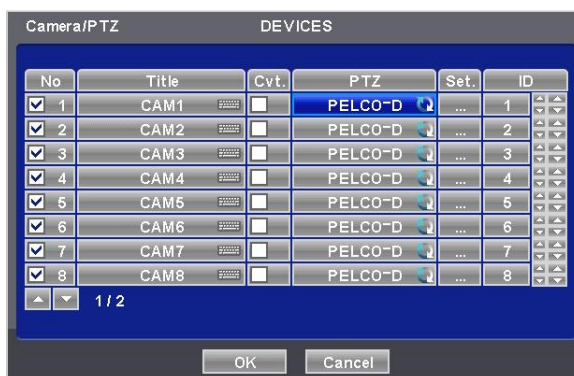 Camera/PTZ DEVICES
No Title Cvt. PTZ Set. ID
1 CAM1 PELCO-D ... 1
2 CAM2 PELCO-D ... 2
3 CAM3 PELCO-D ... 3
4 CAM4 PELCO-D ... 4
5 CAM5 PELCO-D ... 5
6 CAM6 PELCO-D ... 6
7 CAM7 PELCO-D ... 7
8 CAM8 PELCO-D ... 8
1/2
OK Cancel